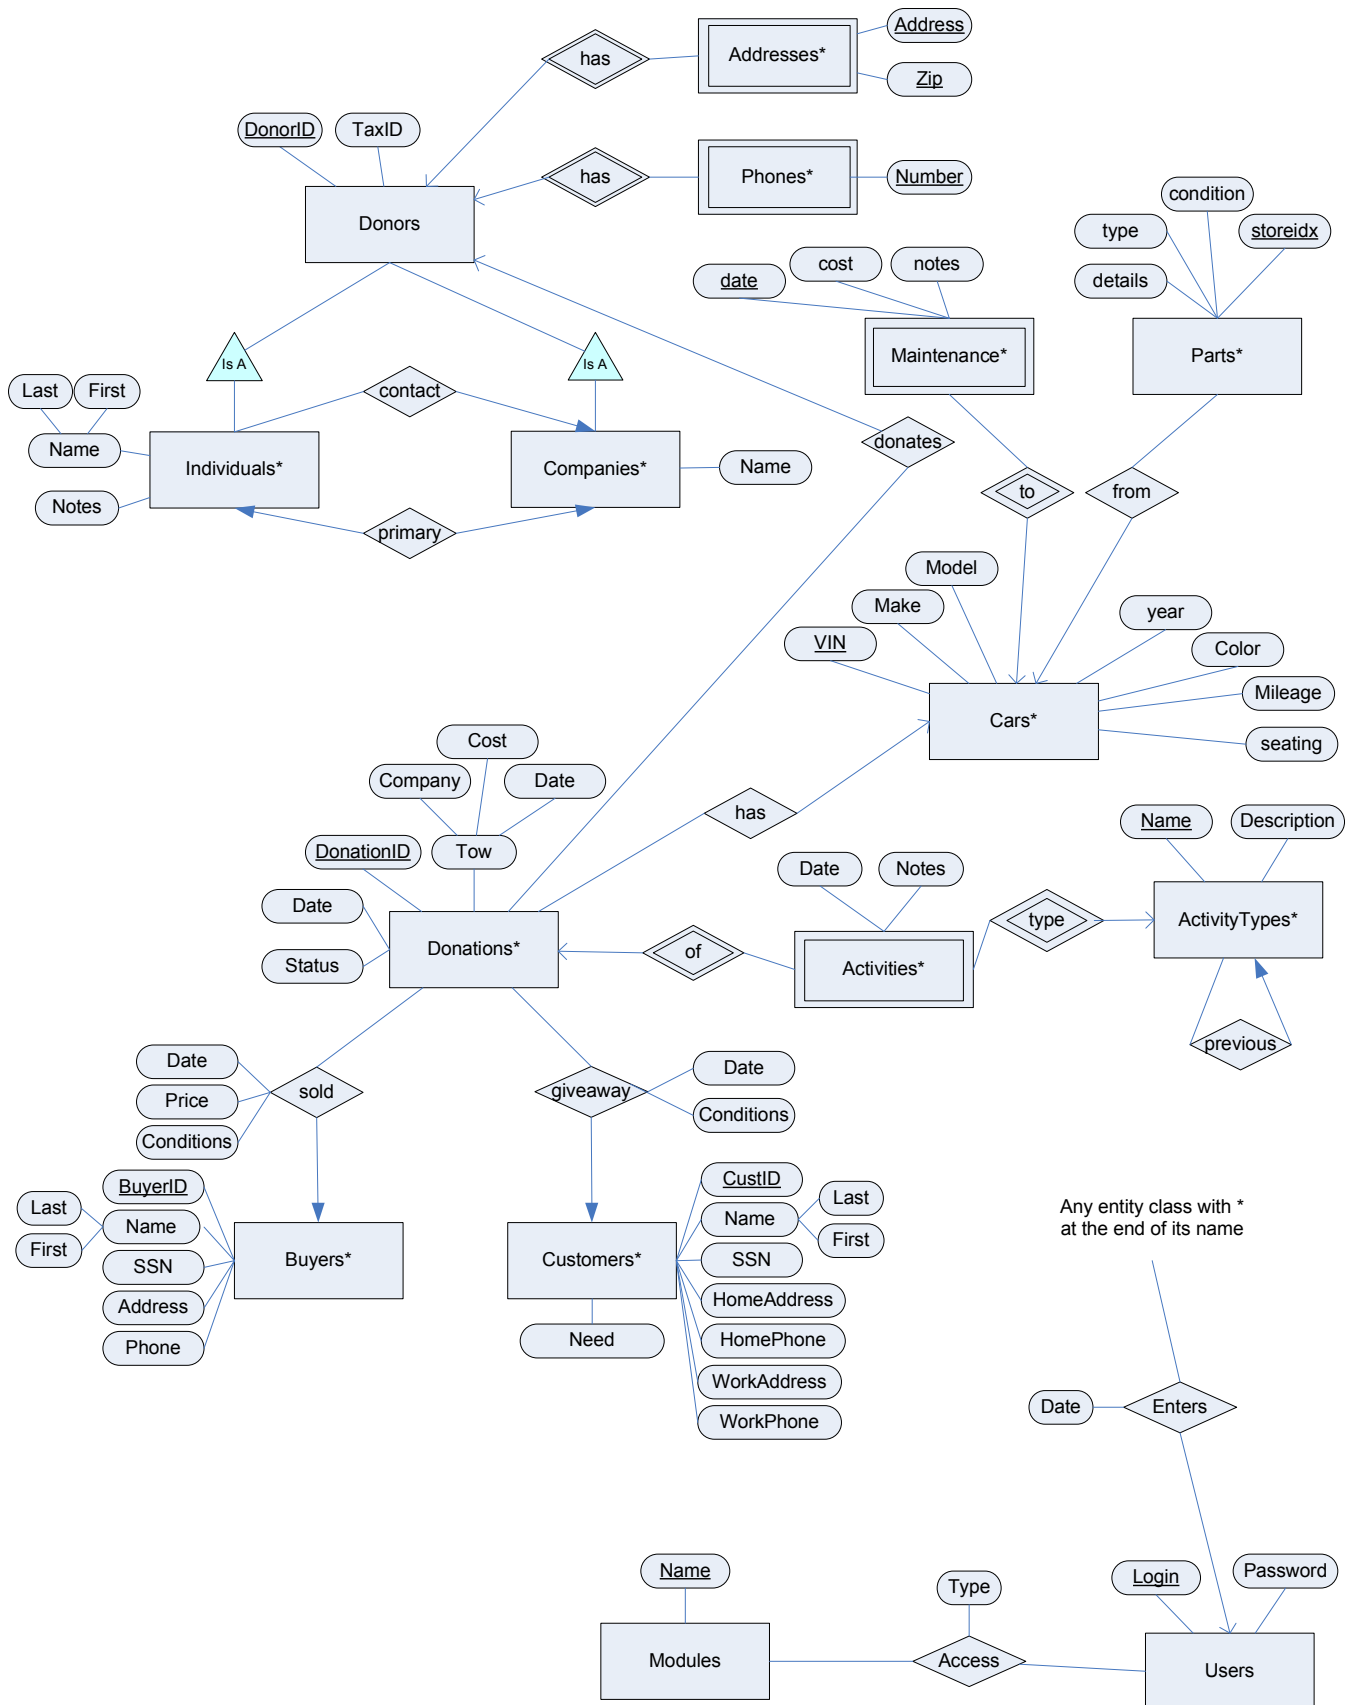 Address
has
Addresses*
Zip
DonorID
TaxID
has
Phones*
Number
Donors
condition
type
storeidx
details
date
cost
notes
Maintenance*
Parts*
Is A
Is A
Last
First
contact
Name
Individuals*
Companies*
Name
Notes
primary
donates
to
from
Model
Make
VIN
year
Color
Mileage
seating
Cars*
Cost
Company
Date
has
DonationID
Tow
Date
Status
Donations*
of
Date
Notes
Activities*
type
Name
Description
ActivityTypes*
previous
Date
Price
Conditions
sold
giveaway
Date
Conditions
BuyerID
Last
Name
First
SSN
Address
Phone
Buyers*
Customers*
Need
CustID
Name
Last
First
SSN
HomeAddress
HomePhone
WorkAddress
WorkPhone
Any entity class with *
at the end of its name
Date
Enters
Name
Type
Login
Password
Modules
Access
Users